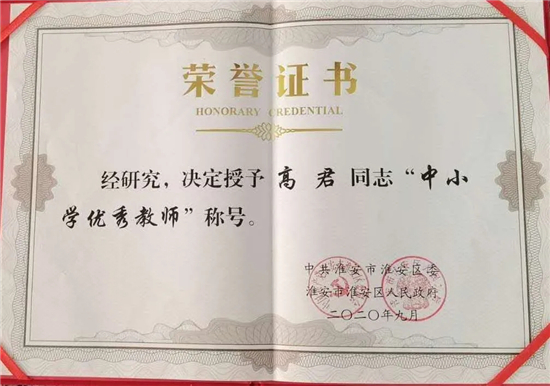 荣誉证书
HONORARY CREDENTIAL
经研究，决定授予 高 君 同志“中小
学优秀教师”称号。
中共淮安市淮安区委
淮安市淮安区人民政府
二〇二〇年九月